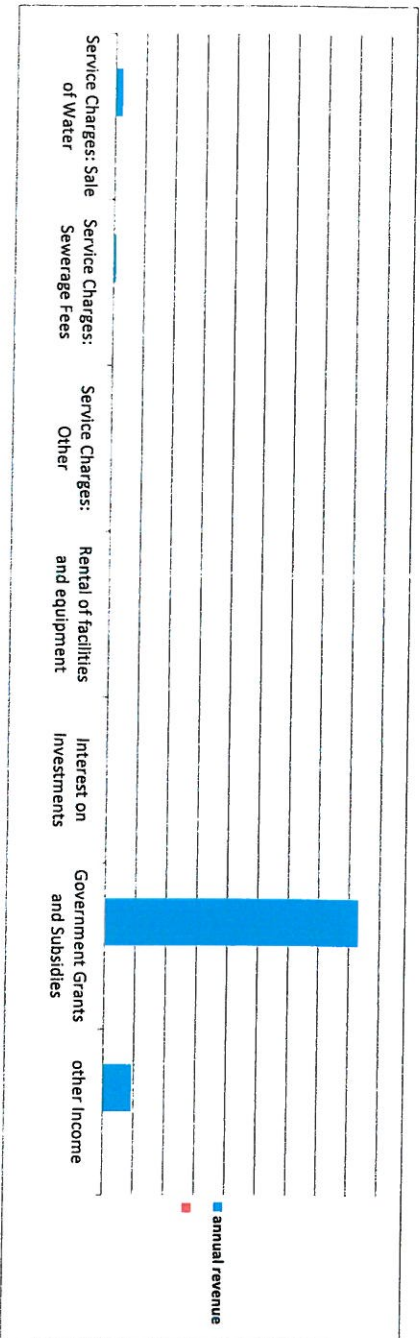 annual revenue
Service Charges: Sale
of Water
Service Charges:
Sewerage Fees
Service Charges:
Other
Rental of facilities
and equipment
Interest on
Investments
Government Grants
and Subsidies
other Income